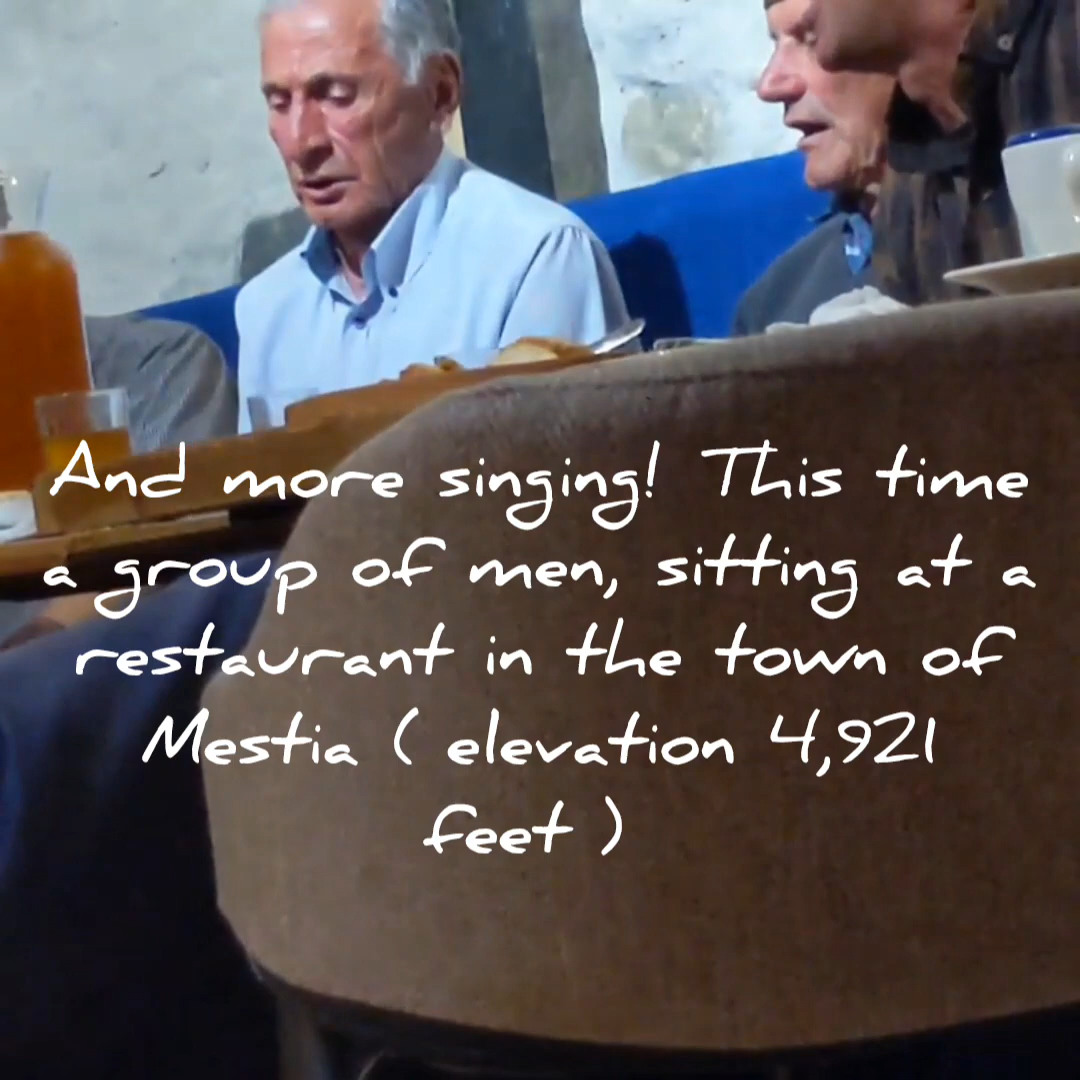 And more singing! This time
a group of men, sitting at a
restaurant in the town of
Mestia ( elevation 4,921
feet )